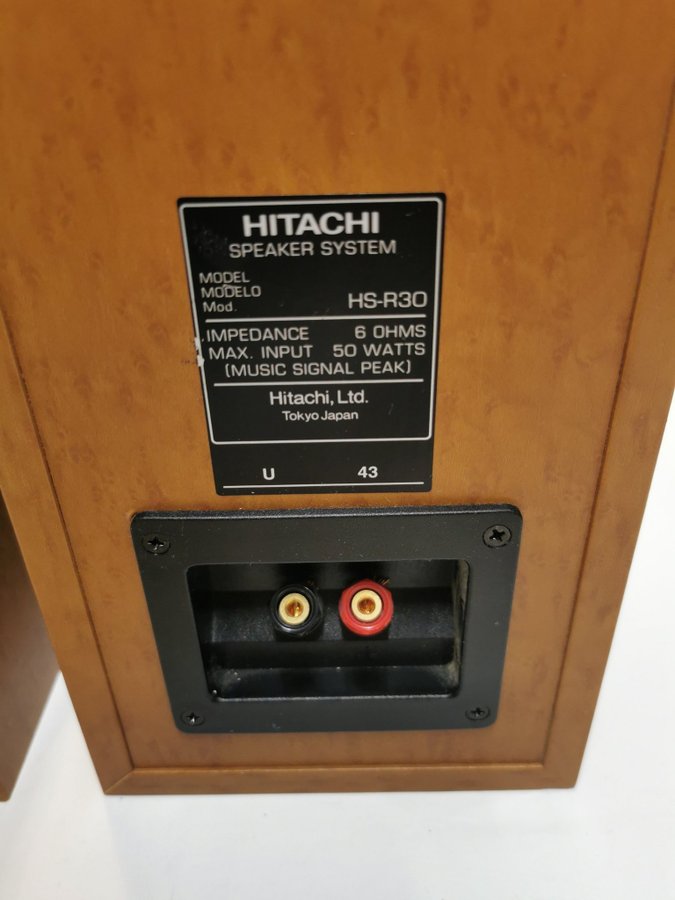 HITACHI
SPEAKER SYSTEM
MODEL
MODELO
Mod. HS-R30
IMPEDANCE 6 OHMS
MAX. INPUT 50 WATTS
(MUSIC SIGNAL PEAK)
Hitachi, Ltd.
Tokyo Japan
U 43